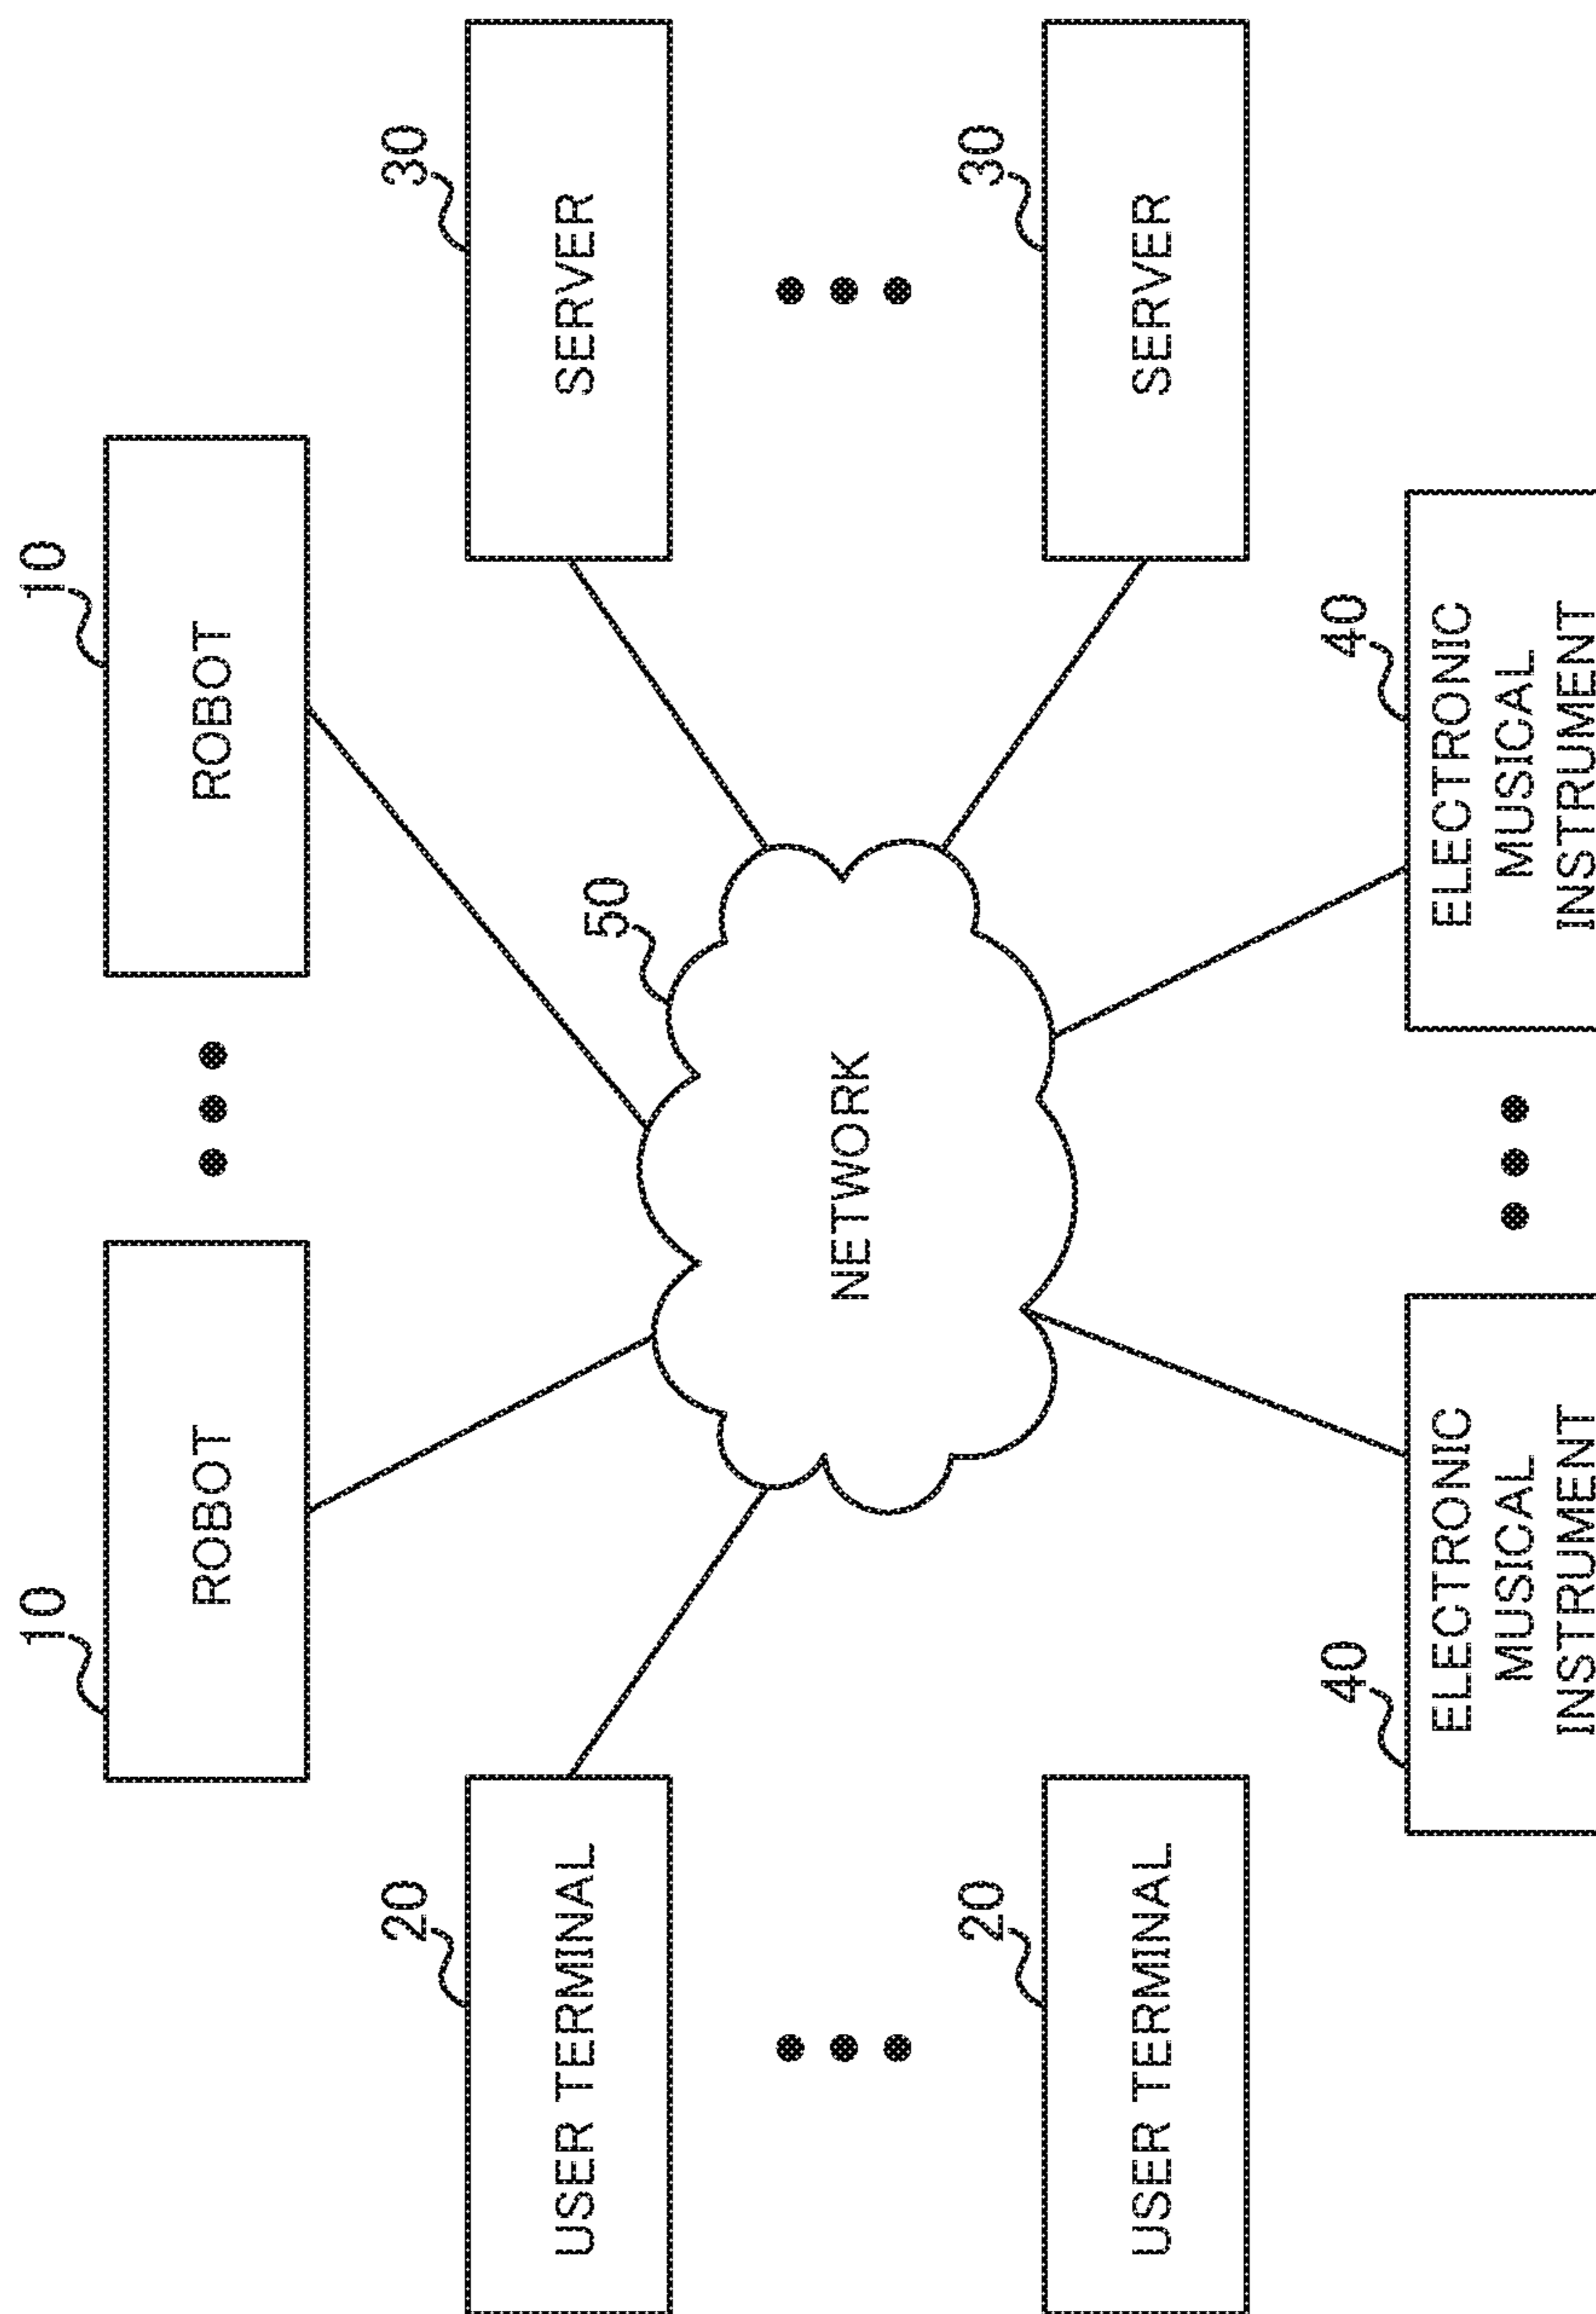 10
10
ROBOT
ROBOT
20
30
USER TERMINAL
SERVER
50
NETWORK
20
30
USER TERMINAL
SERVER
40
40
ELECTRONIC
MUSICAL
INSTRUMENT
ELECTRONIC
MUSICAL
INSTRUMENT